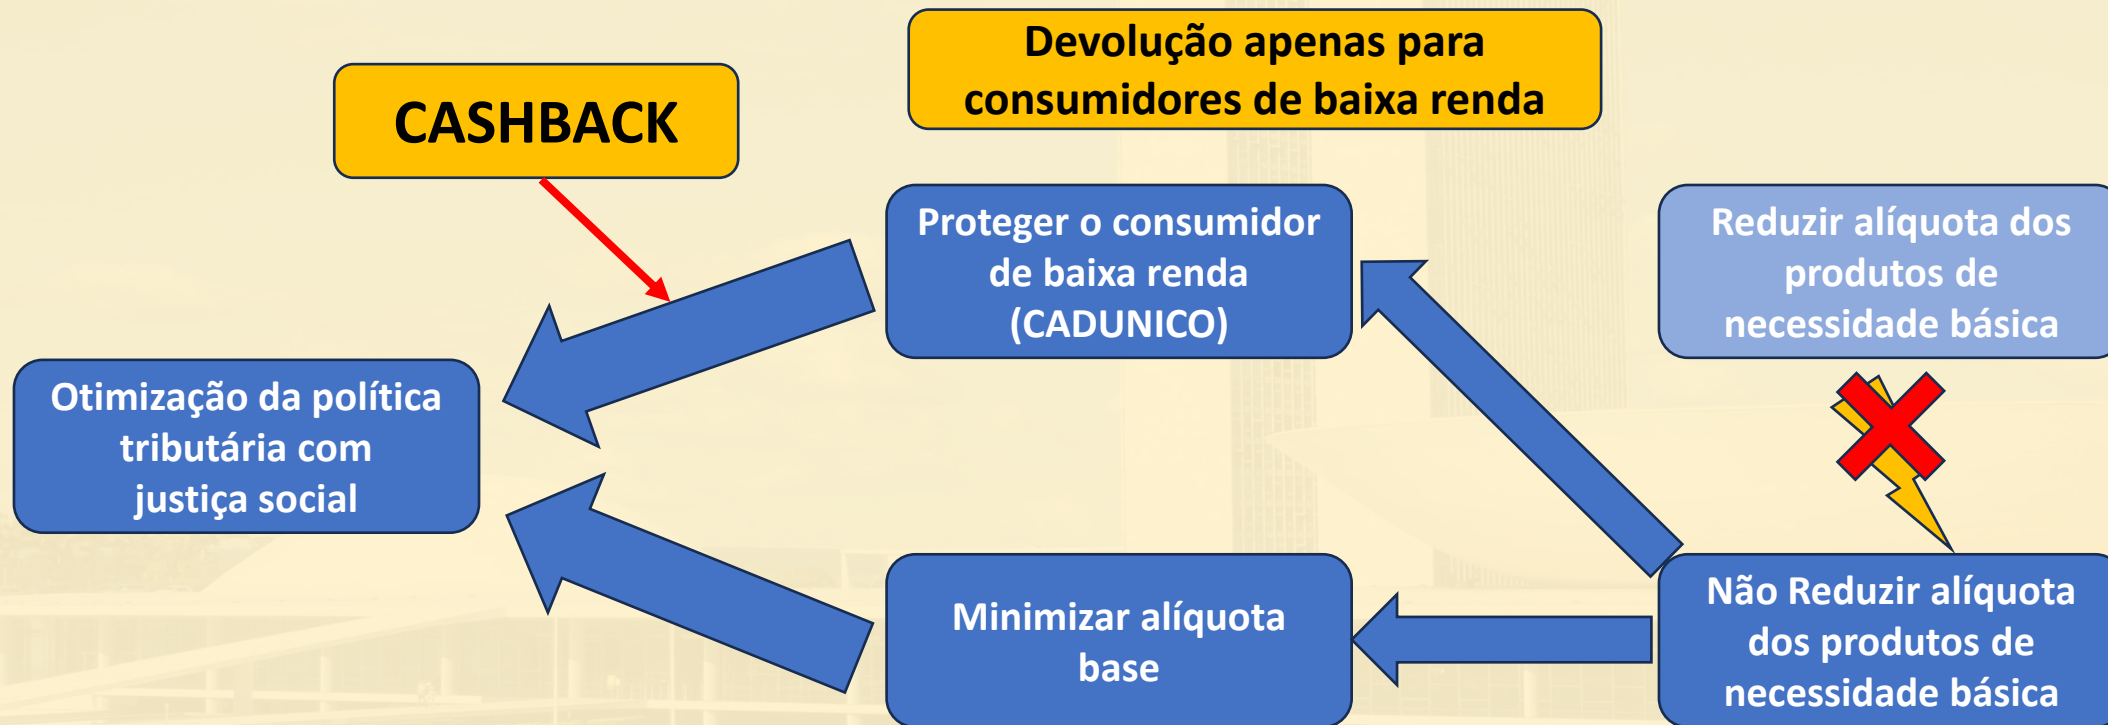 Devolução apenas para
consumidores de baixa renda
CASHBACK
Proteger o consumidor
de baixa renda
(CADUNICO)
Reduzir alíquota dos
produtos de
necessidade básica
Otimização da política
tributária com
justiça social
Minimizar alíquota
base
Não Reduzir alíquota
dos produtos de
necessidade básica